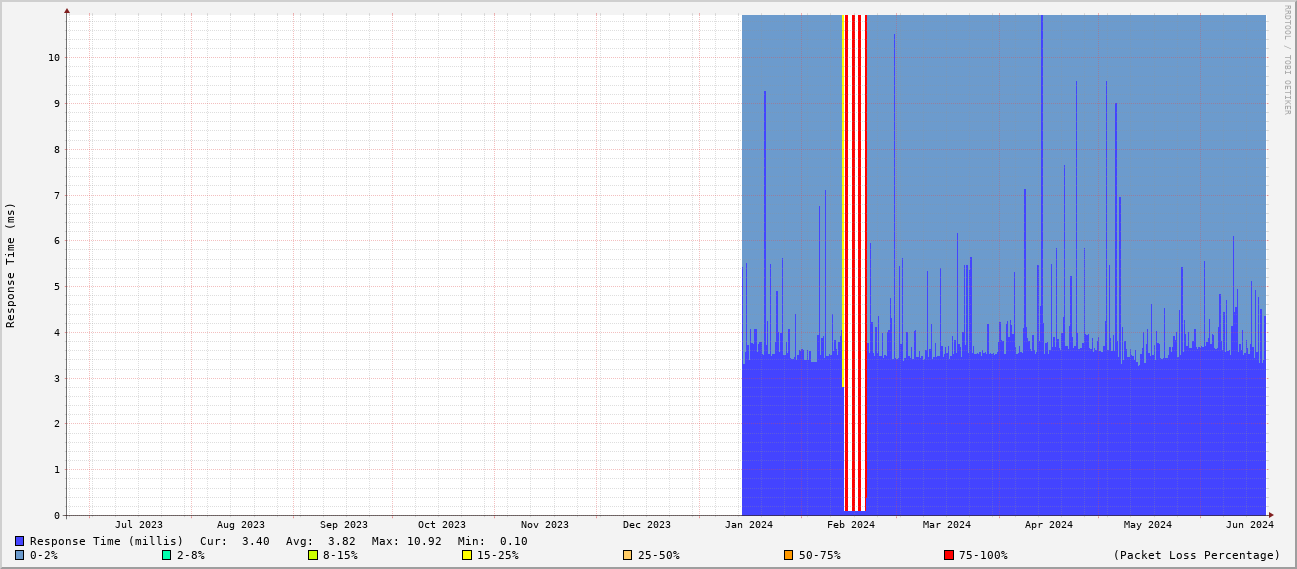 RRDTOOL / TOBI OETIKER
Response Time (ms)
10
9
8
7
6
5
4
3
2
1
0
Jul 2023 Aug 2023 Sep 2023 Oct 2023 Nov 2023 Dec 2023 Jan 2024 Feb 2024 Mar 2024 Apr 2024 May 2024 Jun 2024
Response Time (millis) Cur: 3.40 Avg: 3.82 Max: 10.92 Min: 0.10
0-2% 2-8% 8-15% 15-25% 25-50% 50-75% 75-100% (Packet Loss Percentage)